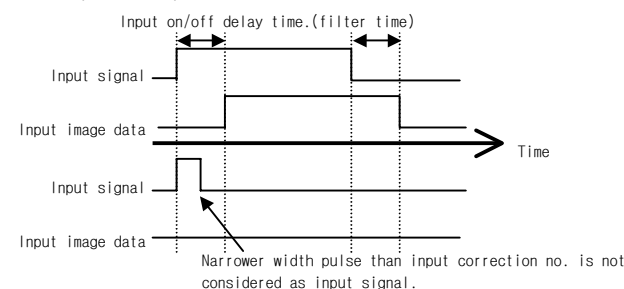 Input on/off delay time.(filter time)
Input signal
Input image data
Time
Input signal
Input image data
Narrower width pulse than input correction no. is not
considered as input signal.